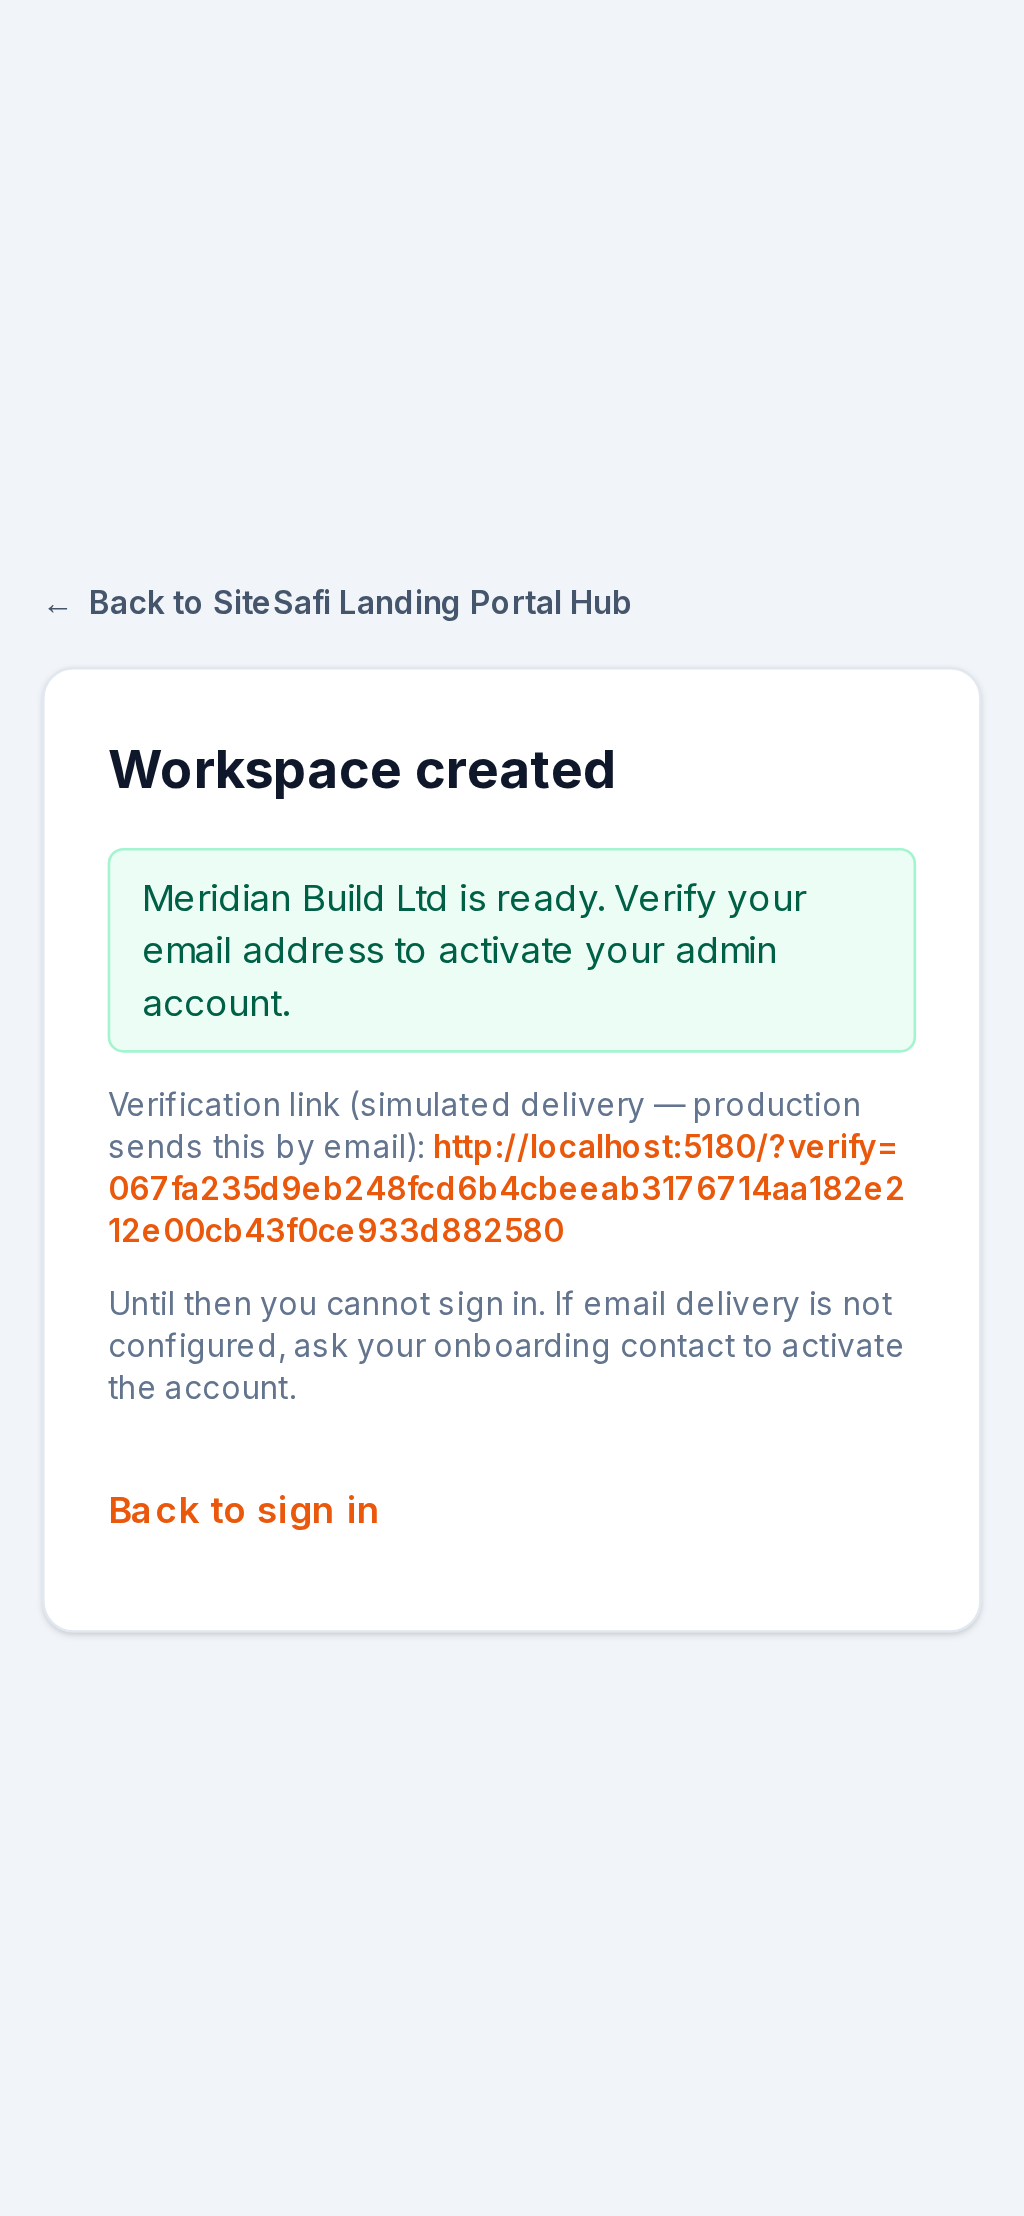 ← Back to SiteSafi Landing Portal Hub
Workspace created
Meridian Build Ltd is ready. Verify your
email address to activate your admin
account.
Verification link (simulated delivery — production
sends this by email): http://localhost:5180/?verify=
067fa235d9eb248fcd6b4cbeeab3176714aa182e2
12e00cb43f0ce933d882580
Until then you cannot sign in. If email delivery is not
configured, ask your onboarding contact to activate
the account.
Back to sign in